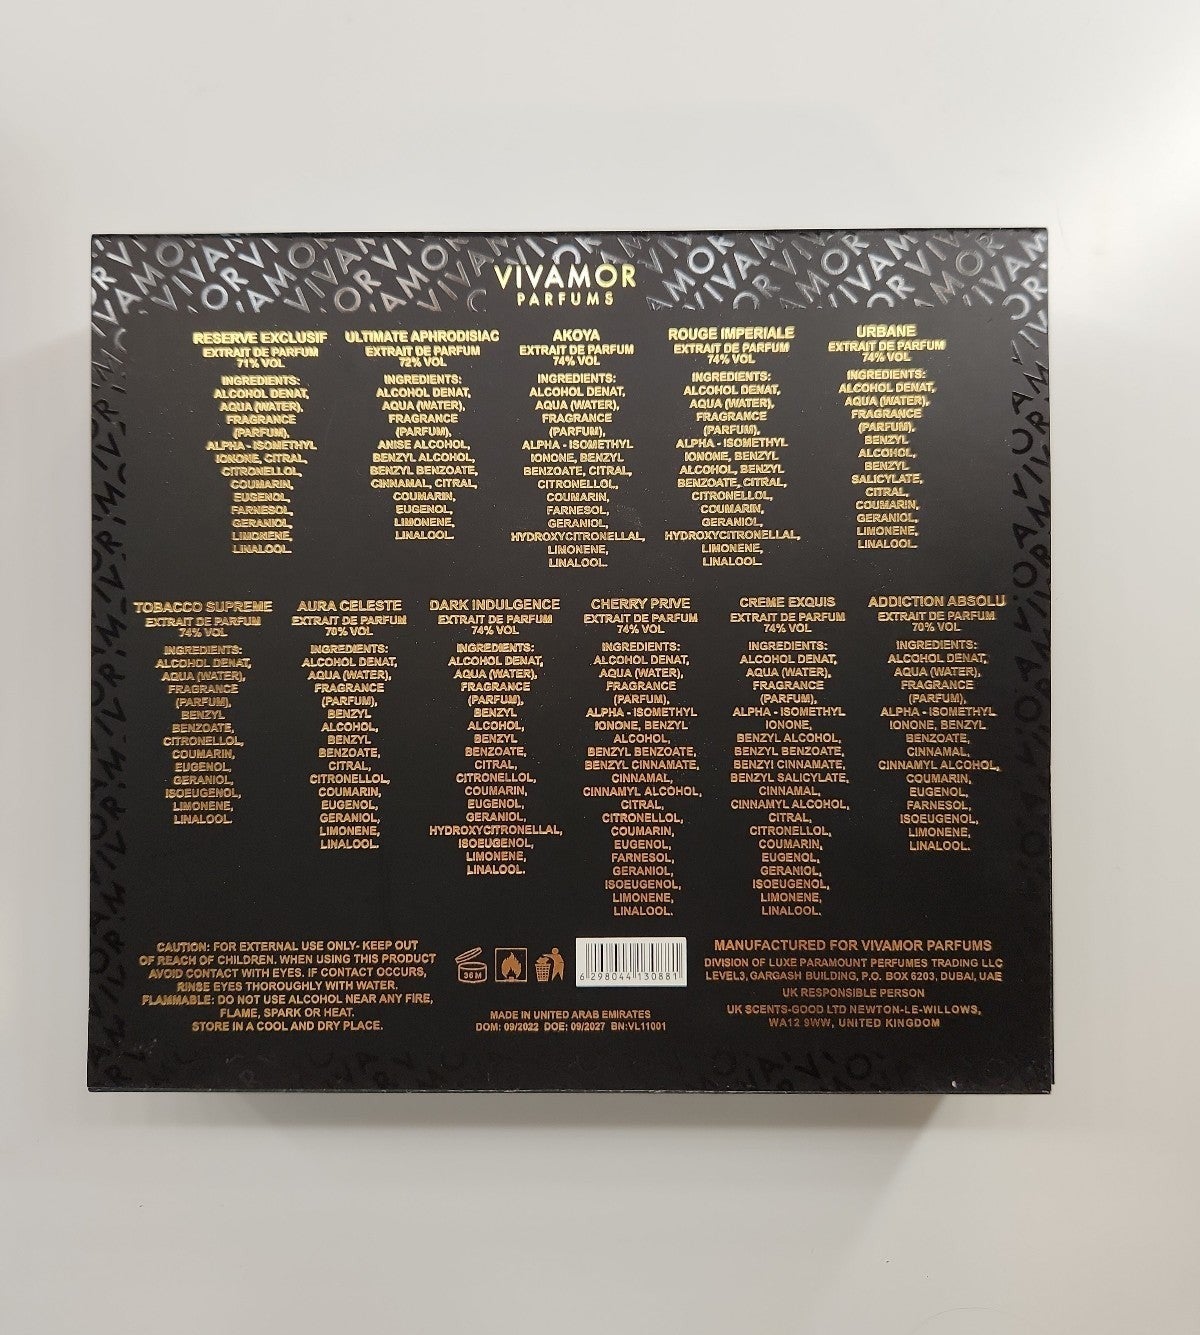 VIVAMOR
PARFUMS
RESERVE EXCLUSIF
EXTRAIT DE PARFUM
71% VOL
INGREDIENTS:
ALCOHOL DENAT,
AQUA (WATER),
FRAGRANCE
(PARFUM),
ALPHA - ISOMETHYL
IONONE, CITRAL,
CITRONELLOL,
COUMARIN,
EUGENOL,
FARNESOL,
GERANIOL,
LIMONENE,
LINALOOL.
ULTIMATE APHRODISIAC
EXTRAIT DE PARFUM
72% VOL
INGREDIENTS:
ALCOHOL DENAT,
AQUA (WATER),
FRAGRANCE
(PARFUM),
ANISE ALCOHOL,
BENZYL ALCOHOL,
BENZYL BENZOATE,
CINNAMAL, CITRAL,
COUMARIN,
EUGENOL,
LIMONENE,
LINALOOL.
AKOYA
EXTRAIT DE PARFUM
74% VOL
INGREDIENTS:
ALCOHOL DENAT,
AQUA (WATER),
FRAGRANCE
(PARFUM),
ALPHA - ISOMETHYL
IONONE, BENZYL
BENZOATE, CITRAL,
CITRONELLOL,
COUMARIN,
FARNESOL,
GERANIOL,
HYDROXYCITRONELLAL,
LIMONENE,
LINALOOL.
ROUGE IMPERIALE
EXTRAIT DE PARFUM
74% VOL
INGREDIENTS:
ALCOHOL DENAT,
AQUA (WATER),
FRAGRANCE
(PARFUM),
ALPHA - ISOMETHYL
IONONE, BENZYL
ALCOHOL, BENZYL
BENZOATE, CITRAL,
CITRONELLOL,
COUMARIN,
GERANIOL,
HYDROXYCITRONELLAL,
LIMONENE,
LINALOOL.
URBANE
EXTRAIT DE PARFUM
74% VOL
INGREDIENTS:
ALCOHOL DENAT,
AQUA (WATER),
FRAGRANCE
(PARFUM),
BENZYL
ALCOHOL,
BENZYL
SALICYLATE,
CITRAL,
COUMARIN,
GERANIOL,
LIMONENE,
LINALOOL.
TOBACCO SUPREME
EXTRAIT DE PARFUM
74% VOL
INGREDIENTS:
ALCOHOL DENAT,
AQUA (WATER),
FRAGRANCE
(PARFUM),
BENZYL
BENZOATE,
CITRONELLOL,
COUMARIN,
EUGENOL,
GERANIOL,
ISOEUGENOL,
LIMONENE,
LINALOOL.
AURA CELESTE
EXTRAIT DE PARFUM
70% VOL
INGREDIENTS:
ALCOHOL DENAT,
AQUA (WATER),
FRAGRANCE
(PARFUM),
BENZYL
ALCOHOL,
BENZYL
BENZOATE,
CITRAL,
CITRONELLOL,
COUMARIN,
EUGENOL,
GERANIOL,
LIMONENE,
LINALOOL.
DARK INDULGENCE
EXTRAIT DE PARFUM
74% VOL
INGREDIENTS:
ALCOHOL DENAT,
AQUA (WATER),
FRAGRANCE
(PARFUM),
BENZYL
ALCOHOL,
BENZYL
BENZOATE,
CITRAL,
CITRONELLOL,
COUMARIN,
EUGENOL,
GERANIOL,
HYDROXYCITRONELLAL,
ISOEUGENOL,
LIMONENE,
LINALOOL.
CHERRY PRIVE
EXTRAIT DE PARFUM
74% VOL
INGREDIENTS:
ALCOHOL DENAT,
AQUA (WATER),
FRAGRANCE
(PARFUM),
ALPHA - ISOMETHYL
IONONE, BENZYL
ALCOHOL,
BENZYL BENZOATE,
BENZYL CINNAMATE,
CINNAMAL,
CINNAMYL ALCOHOL,
CITRAL,
CITRONELLOL,
COUMARIN,
EUGENOL,
FARNESOL,
GERANIOL,
ISOEUGENOL,
LIMONENE,
LINALOOL.
CREME EXQUIS
EXTRAIT DE PARFUM
74% VOL
INGREDIENTS:
ALCOHOL DENAT,
AQUA (WATER),
FRAGRANCE
(PARFUM),
ALPHA - ISOMETHYL
IONONE,
BENZYL ALCOHOL,
BENZYL BENZOATE,
BENZYl CINNAMATE,
BENZYL SALICYLATE,
CINNAMAL,
CINNAMYL ALCOHOL,
CITRAL,
CITRONELLOL,
COUMARIN,
EUGENOL,
GERANIOL,
ISOEUGENOL,
LIMONENE,
LINALOOL.
ADDICTION ABSOLU
EXTRAIT DE PARFUM
70% VOL
INGREDIENTS:
ALCOHOL DENAT,
AQUA (WATER),
FRAGRANCE
(PARFUM),
ALPHA - ISOMETHYL
IONONE, BENZYL
BENZOATE,
CINNAMAL,
CINNAMYL ALCOHOL,
COUMARIN,
EUGENOL,
FARNESOL,
ISOEUGENOL,
LIMONENE,
LINALOOL.
CAUTION: FOR EXTERNAL USE ONLY- KEEP OUT
OF REACH OF CHILDREN. WHEN USING THIS PRODUCT
AVOID CONTACT WITH EYES. IF CONTACT OCCURS,
RINSE EYES THOROUGHLY WITH WATER.
FLAMMABLE: DO NOT USE ALCOHOL NEAR ANY FIRE,
FLAME, SPARK OR HEAT.
STORE IN A COOL AND DRY PLACE.
36 M
6 298044 130881
MADE IN UNITED ARAB EMIRATES
DOM: 09/2022 DOE: 09/2027 BN:VL11001
MANUFACTURED FOR VIVAMOR PARFUMS
DIVISION OF LUXE PARAMOUNT PERFUMES TRADING LLC
LEVEL3, GARGASH BUILDING, P.O. BOX 6203, DUBAI, UAE
UK RESPONSIBLE PERSON
UK SCENTS-GOOD LTD NEWTON-LE-WILLOWS,
WA12 9WW, UNITED KINGDOM